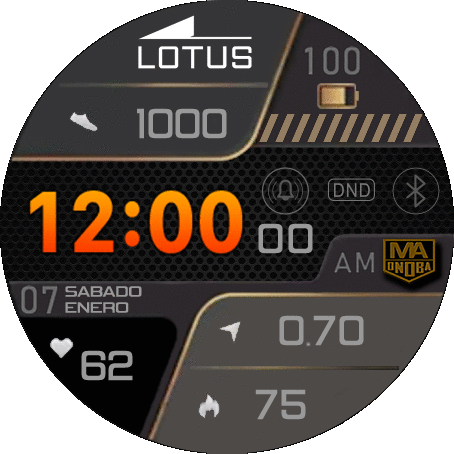 LOTUS
100
1000
12:00
00
DND
AM
MA
ONOBA
07 SABADO
ENERO
62
0.70
75